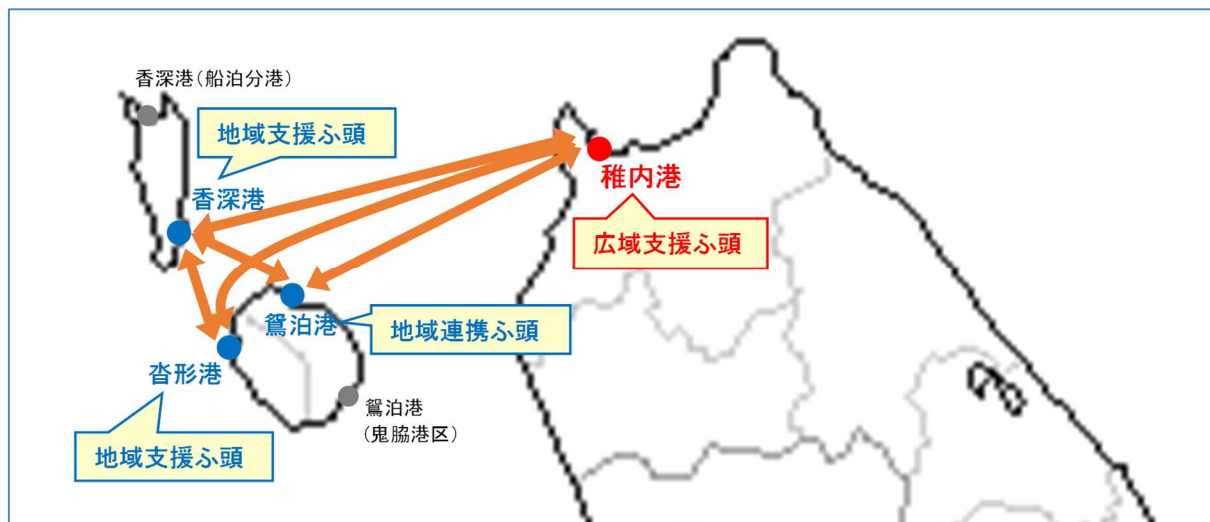 香深港(船泊分港)
地域支援ふ頭
香深港
稚内港
広域支援ふ頭
鴛泊港
地域連携ふ頭
沓形港
鴛泊港
(鬼脇港区)
地域支援ふ頭